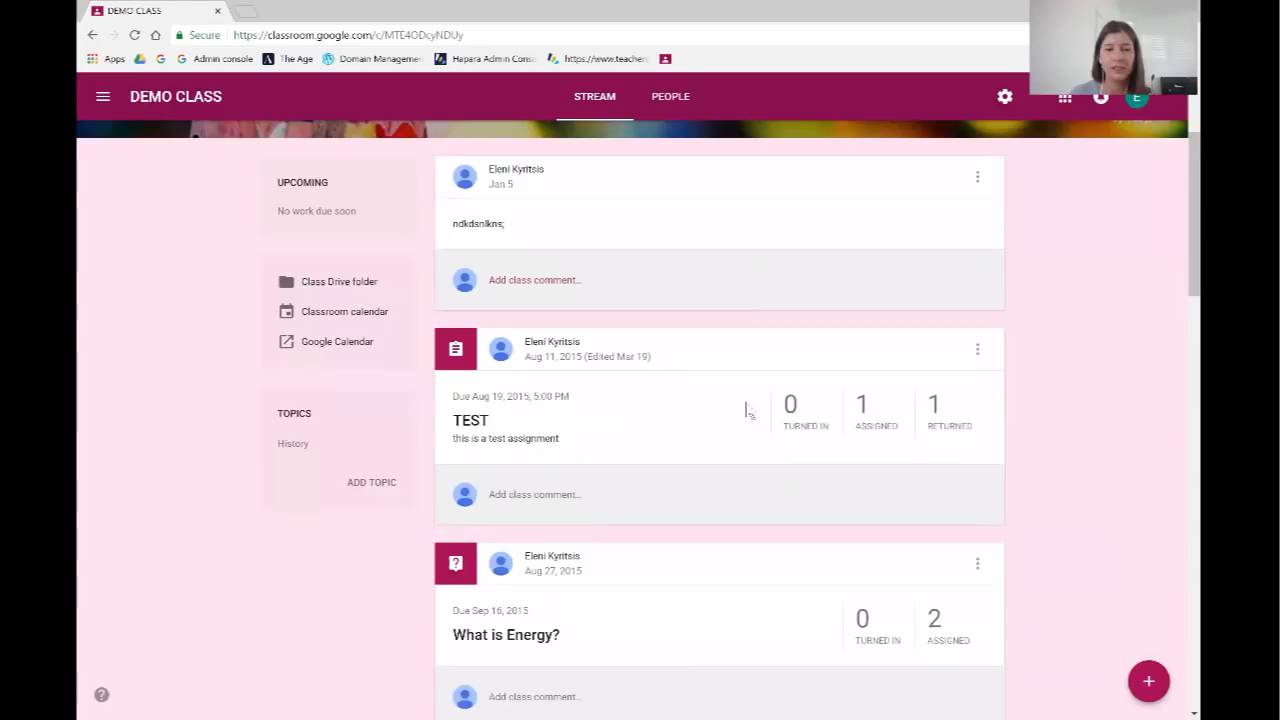 DEMO CLASS
Secure https://classroom.google.com/c/MTE4ODcyNDUy
Apps G G Admin console The Age Domain Managemen Hapara Admin Cons https://www.teachers
DEMO CLASS STREAM PEOPLE E
Eleni Kyritsis
Jan 5
ndkdsnlkns;
Add class comment...
UPCOMING
No work due soon
Class Drive folder
Classroom calendar
Google Calendar
TOPICS
History
ADD TOPIC
Eleni Kyritsis
Aug 11, 2015 (Edited Mar 19)
Due Aug 19, 2015, 5:00 PM
TEST
this is a test assignment
0 1 1
TURNED IN ASSIGNED RETURNED
Add class comment...
Eleni Kyritsis
Aug 27, 2015
Due Sep 16, 2015
What is Energy?
0 2
TURNED IN ASSIGNED
Add class comment...